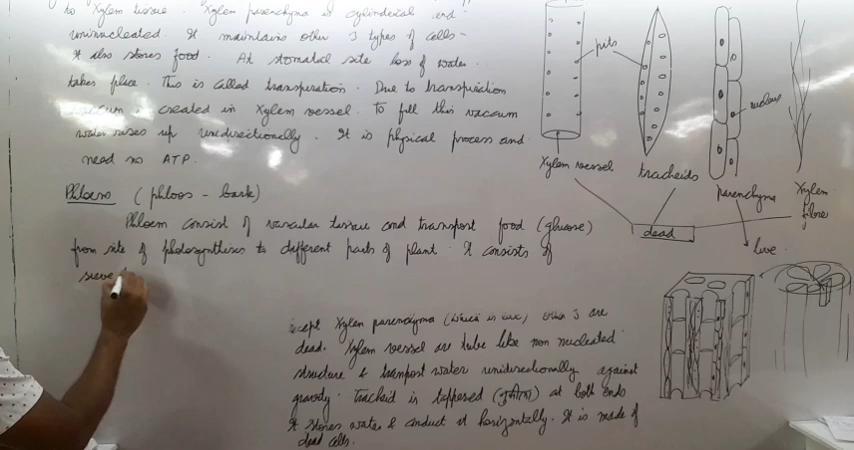 to Xylem tissue. Xylem parenchyma is cylinderical and
uninucleated. It maintains other 3 types of cells.
It also stores food. At stomatal site loss of water
takes place. This is called transpiration. Due to transpiration
is created in Xylem vessel. To fill this vacuum
water rises up unidirectionally. It is physical process and
need no ATP.
Phloem (phloos - bark)
Phloem consist of vascular tissue and transport food (glucose)
from site of photosynthesis to different parts of plant. It consists of
sieve
pits
nucleus
Xylem vessel
tracheids
parenchyma
Xylem
fibre
dead
live
Xylem parenchyma (which is live) other 3 are
dead. Xylem vessel are tube like non nucleated
structure & transport water unidirectionally against
gravity. Tracheid is tappered (नुकीला) at both ends
It stores water & conduct it horizontally. It is made of
dead cells.